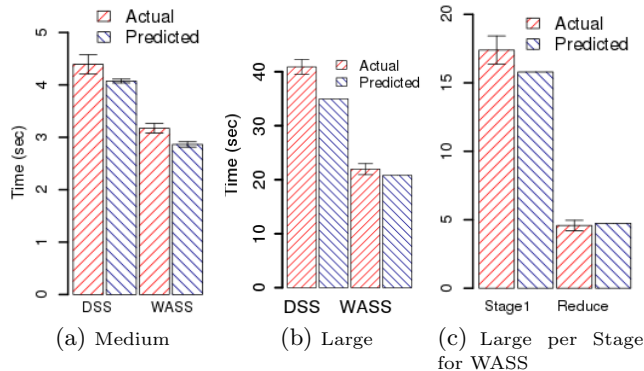 Actual
Predicted
Time (sec)
5
4
3
2
1
0
DSS WASS
(a) Medium
Actual
Predicted
Time (sec)
40
30
20
10
0
DSS WASS
(b) Large
Actual
Predicted
20
15
10
5
0
Stage1 Reduce
(c) Large per Stage
for WASS